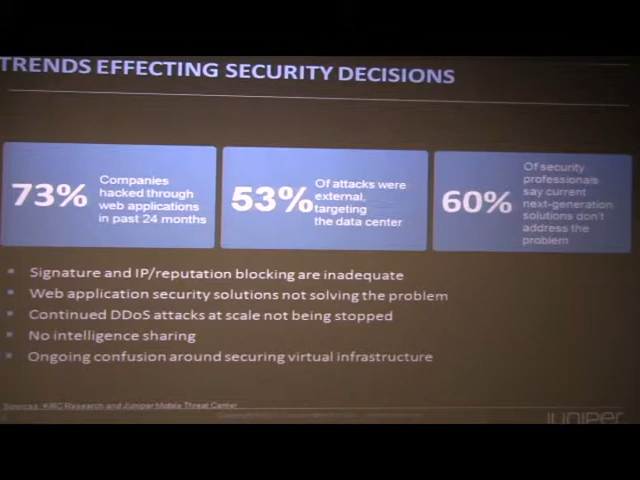 TRENDS EFFECTING SECURITY DECISIONS
73%
Companies
hacked through
web applications
in past 24 months
53%
Of attacks were
external,
targeting
the data center
60%
Of security
professionals
say current
next-generation
solutions don't
address the
problem
▪ Signature and IP/reputation blocking are inadequate
▪ Web application security solutions not solving the problem
▪ Continued DDoS attacks at scale not being stopped
▪ No intelligence sharing
▪ Ongoing confusion around securing virtual infrastructure
Sources: KRC Research and Juniper Mobile Threat Center
juniper